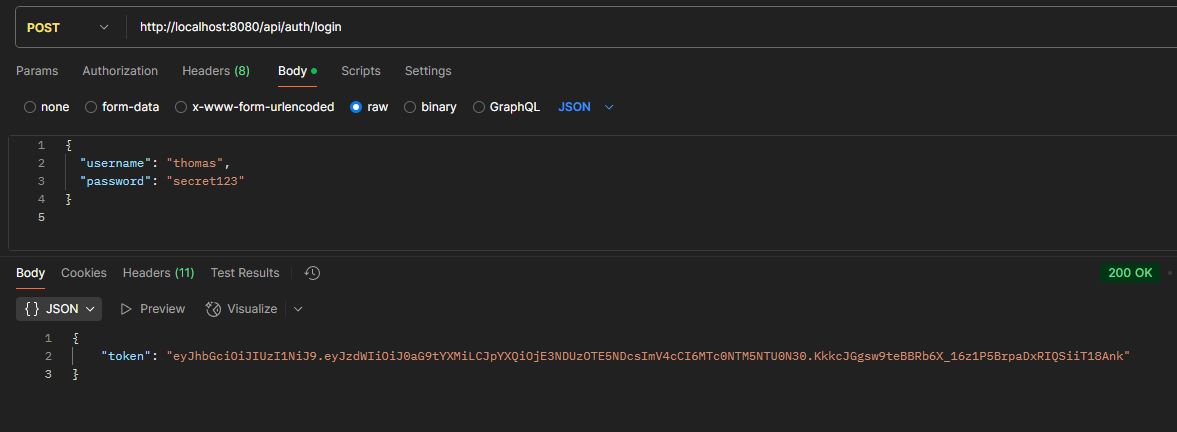 POST http://localhost:8080/api/auth/login
Params Authorization Headers (8) Body Scripts Settings
none form-data x-www-form-urlencoded raw binary GraphQL JSON
1 {
2 "username": "thomas",
3 "password": "secret123"
4 }
5
Body Cookies Headers (11) Test Results 200 OK
{} JSON Preview Visualize
1 {
2 "token": "eyJhbGciOiJIUzI1NiJ9.eyJzdWIiOiJ0aG9tYXMiLCJpYXQiOjE3NDUzOTE5NDcsImV4cCI6MTc0NTM5NTU0N30.KkkcJGgsw9teBBRb6X_16z1P5BrpaDxRIQSiiT18Ank"
3 }